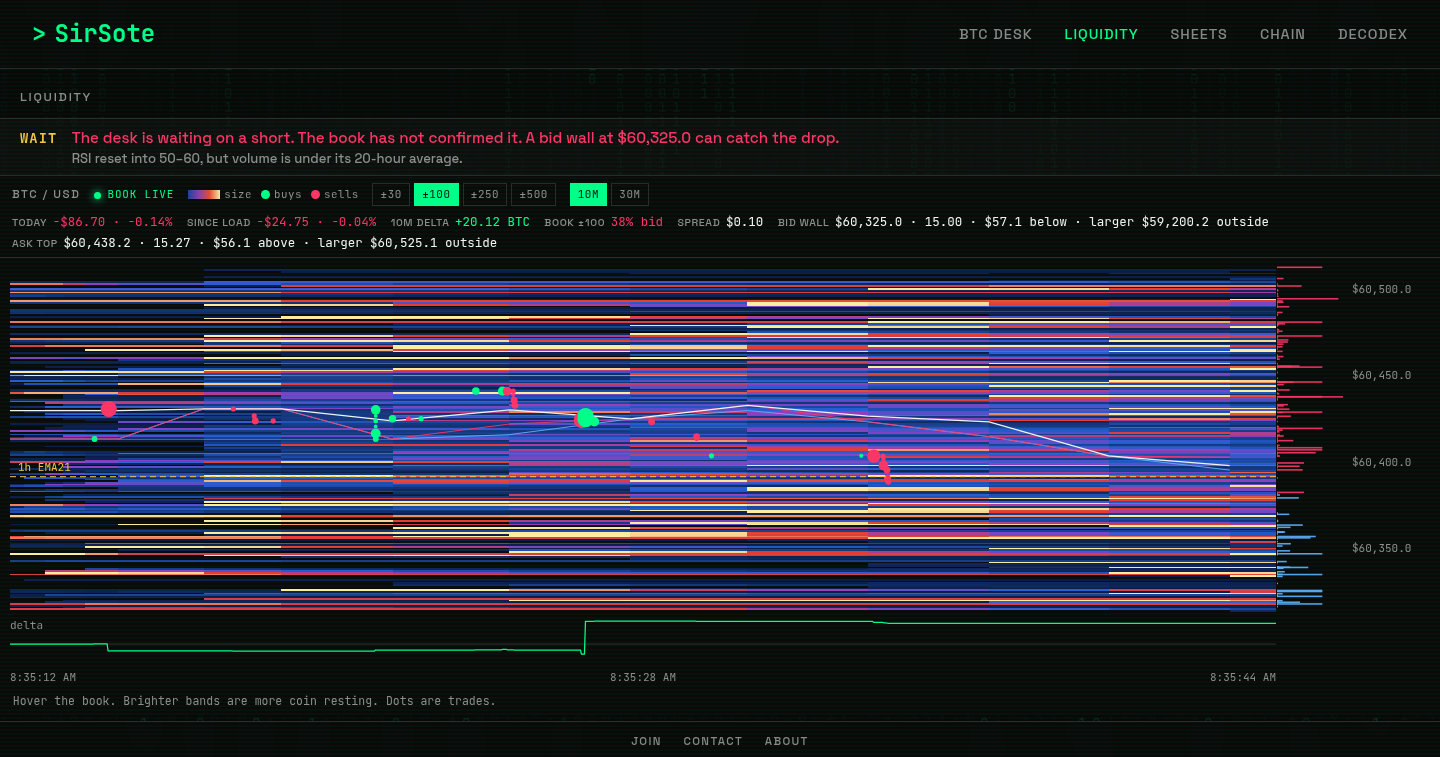 > SirSote
BTC DESK LIQUIDITY SHEETS CHAIN DECODEX
LIQUIDITY
WAIT The desk is waiting on a short. The book has not confirmed it. A bid wall at $60,325.0 can catch the drop.
RSI reset into 50–60, but volume is under its 20-hour average.
BTC / USD BOOK LIVE size buys sells ±30 ±100 ±250 ±500 10M 30M
TODAY -$86.70 · -0.14% SINCE LOAD -$24.75 · -0.04% 10M DELTA +20.12 BTC BOOK ±100 38% bid SPREAD $0.10 BID WALL $60,325.0 · 15.00 · $57.1 below · larger $59,200.2 outside
ASK TOP $60,438.2 · 15.27 · $56.1 above · larger $60,525.1 outside
$60,500.0
$60,450.0
$60,400.0
1h EMA21
$60,350.0
delta
8:35:12 AM 8:35:28 AM 8:35:44 AM
Hover the book. Brighter bands are more coin resting. Dots are trades.
JOIN CONTACT ABOUT